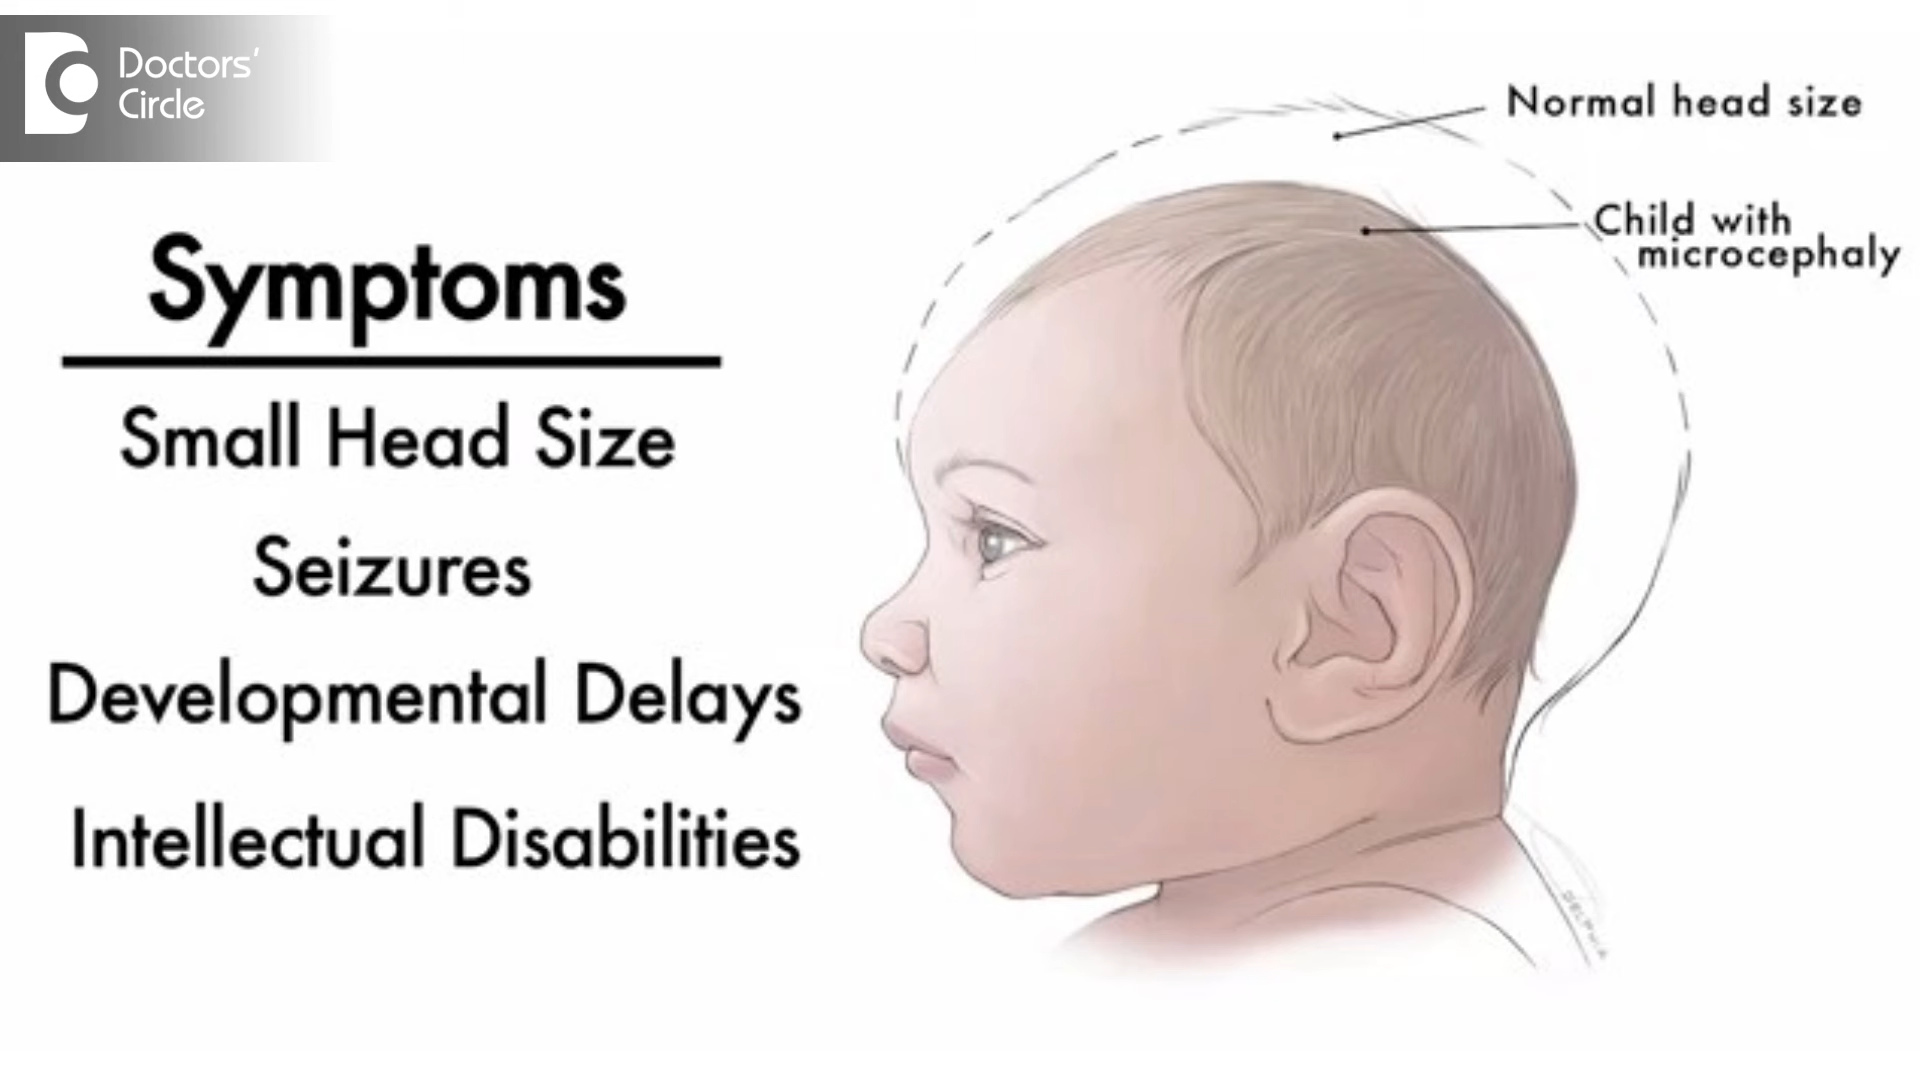 Doctors'
Circle
Normal head size
Child with
microcephaly
Symptoms
Small Head Size
Seizures
Developmental Delays
Intellectual Disabilities